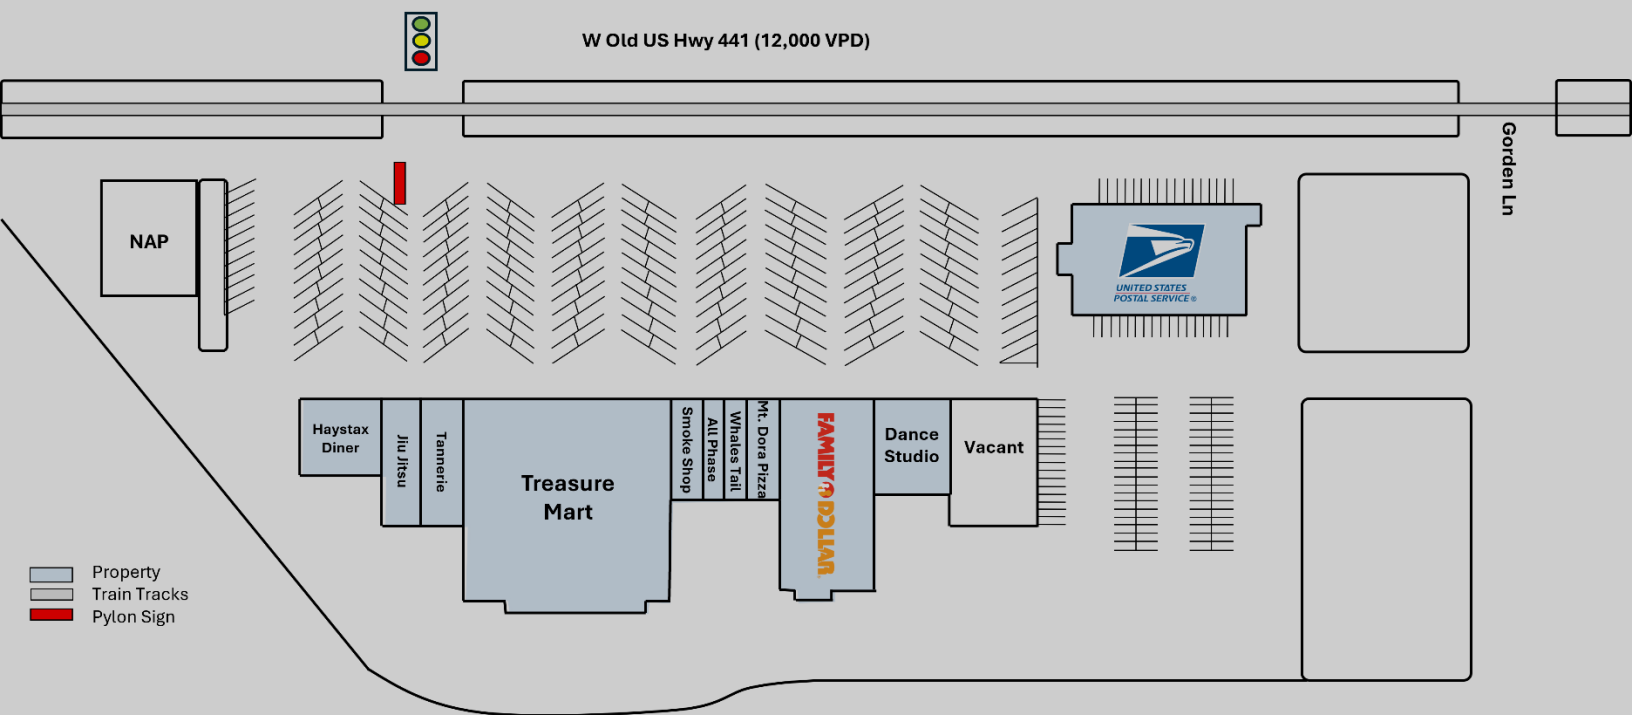 W Old US Hwy 441 (12,000 VPD)
Gorden Ln
NAP
UNITED STATES
POSTAL SERVICE®
Haystax
Diner
Jiu Jitsu
Tannerie
Treasure
Mart
Smoke Shop
All Phase
Whales Tail
Mt. Dora Pizza
FAMILY DOLLAR
Dance
Studio
Vacant
Property
Train Tracks
Pylon Sign